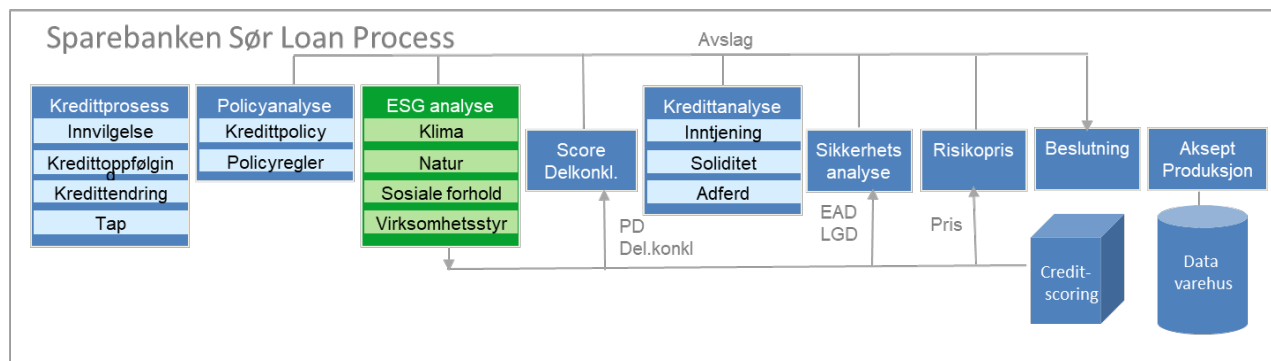 Sparebanken Sør Loan Process
Avslag
Kredittprosess
Innvilgelse
Kredittoppfølgin
d
Kredittendring
Tap
Policyanalyse
Kredittpolicy
Policyregler
ESG analyse
Klima
Natur
Sosiale forhold
Virksomhetsstyr
Score
Delkonkl.
Kredittanalyse
Inntjening
Soliditet
Adferd
Sikkerhets
analyse
Risikopris
Beslutning
Aksept
Produksjon
PD
Del.konkl
EAD
LGD
Pris
Credit-
scoring
Data
varehus